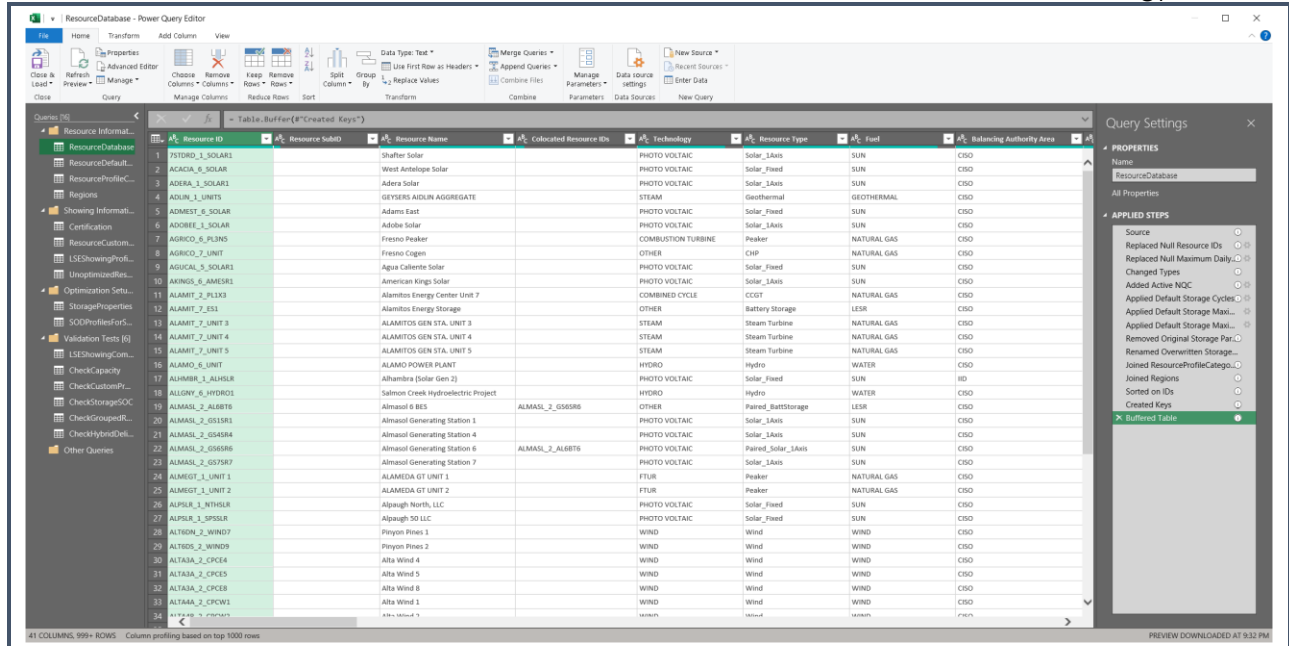 ResourceDatabase - Power Query Editor
File Home Transform Add Column View
Close & Load
Refresh Preview
Properties
Advanced Editor
Manage
Choose Columns
Remove Columns
Keep Rows
Remove Rows
Split Column
Group By
Data Type: Text
Use First Row as Headers
Replace Values
Merge Queries
Append Queries
Combine Files
Manage Parameters
Data source settings
New Source
Recent Sources
Enter Data
Close Query Manage Columns Reduce Rows Sort Transform Combine Parameters Data Sources New Query
Queries [16]
Resource Informat...
ResourceDatabase
ResourceDefault...
ResourceProfileC...
Regions
Showing Informati...
Certification
ResourceCustom...
LSEShowingProfi...
UnoptimizedRes...
Optimization Setu...
StorageProperties
SODProfilesForS...
Validation Tests [6]
LSEShowingCom...
CheckCapacity
CheckCustomPr...
CheckStorageSOC
CheckGroupedR...
CheckHybridDeli...
Other Queries
= Table.Buffer(#"Created Keys")
Resource ID Resource SubID Resource Name Colocated Resource IDs Technology Resource Type Fuel Balancing Authority Area
1 7STDRD_1_SOLAR1 Shafter Solar PHOTO VOLTAIC Solar_1Axis SUN CISO
2 ACACIA_6_SOLAR West Antelope Solar PHOTO VOLTAIC Solar_Fixed SUN CISO
3 ADERA_1_SOLAR1 Adera Solar PHOTO VOLTAIC Solar_1Axis SUN CISO
4 ADLIN_1_UNITS GEYSERS AIDLIN AGGREGATE STEAM Geothermal GEOTHERMAL CISO
5 ADMEST_6_SOLAR Adams East PHOTO VOLTAIC Solar_Fixed SUN CISO
6 ADOBEE_1_SOLAR Adobe Solar PHOTO VOLTAIC Solar_1Axis SUN CISO
7 AGRICO_6_PL3N5 Fresno Peaker COMBUSTION TURBINE Peaker NATURAL GAS CISO
8 AGRICO_7_UNIT Fresno Cogen OTHER CHP NATURAL GAS CISO
9 AGUCAL_5_SOLAR1 Agua Caliente Solar PHOTO VOLTAIC Solar_Fixed SUN CISO
10 AKINGS_6_AMESR1 American Kings Solar PHOTO VOLTAIC Solar_1Axis SUN CISO
11 ALAMIT_2_PL1X3 Alamitos Energy Center Unit 7 COMBINED CYCLE CCGT NATURAL GAS CISO
12 ALAMIT_7_ES1 Alamitos Energy Storage OTHER Battery Storage LESR CISO
13 ALAMIT_7_UNIT 3 ALAMITOS GEN STA. UNIT 3 STEAM Steam Turbine NATURAL GAS CISO
14 ALAMIT_7_UNIT 4 ALAMITOS GEN STA. UNIT 4 STEAM Steam Turbine NATURAL GAS CISO
15 ALAMIT_7_UNIT 5 ALAMITOS GEN STA. UNIT 5 STEAM Steam Turbine NATURAL GAS CISO
16 ALAMO_6_UNIT ALAMO POWER PLANT HYDRO Hydro WATER CISO
17 ALHMBR_1_ALHSLR Alhambra (Solar Gen 2) PHOTO VOLTAIC Solar_Fixed SUN IID
18 ALLGNY_6_HYDRO1 Salmon Creek Hydroelectric Project HYDRO Hydro WATER CISO
19 ALMASL_2_AL6BT6 Almasol 6 BES ALMASL_2_GS6SR6 OTHER Paired_BattStorage LESR CISO
20 ALMASL_2_GS1SR1 Almasol Generating Station 1 PHOTO VOLTAIC Solar_1Axis SUN CISO
21 ALMASL_2_GS4SR4 Almasol Generating Station 4 PHOTO VOLTAIC Solar_1Axis SUN CISO
22 ALMASL_2_GS6SR6 Almasol Generating Station 6 ALMASL_2_AL6BT6 PHOTO VOLTAIC Paired_Solar_1Axis SUN CISO
23 ALMASL_2_GS7SR7 Almasol Generating Station 7 PHOTO VOLTAIC Solar_1Axis SUN CISO
24 ALMEGT_1_UNIT 1 ALAMEDA GT UNIT 1 FTUR Peaker NATURAL GAS CISO
25 ALMEGT_1_UNIT 2 ALAMEDA GT UNIT 2 FTUR Peaker NATURAL GAS CISO
26 ALPSLR_1_NTHSLR Alpaugh North, LLC PHOTO VOLTAIC Solar_Fixed SUN CISO
27 ALPSLR_1_SPSSLR Alpaugh 50 LLC PHOTO VOLTAIC Solar_Fixed SUN CISO
28 ALT6DN_2_WIND7 Pinyon Pines 1 WIND Wind WIND CISO
29 ALT6DS_2_WIND9 Pinyon Pines 2 WIND Wind WIND CISO
30 ALTA3A_2_CPCE4 Alta Wind 4 WIND Wind WIND CISO
31 ALTA3A_2_CPCE5 Alta Wind 5 WIND Wind WIND CISO
32 ALTA3A_2_CPCE8 Alta Wind 8 WIND Wind WIND CISO
33 ALTA4A_2_CPCW1 Alta Wind 1 WIND Wind WIND CISO
34
Query Settings
PROPERTIES
Name
ResourceDatabase
All Properties
APPLIED STEPS
Source
Replaced Null Resource IDs
Replaced Null Maximum Daily...
Changed Types
Added Active NQC
Applied Default Storage Cycles
Applied Default Storage Maxi...
Applied Default Storage Maxi...
Removed Original Storage Par...
Renamed Overwritten Storage...
Joined ResourceProfileCatego...
Joined Regions
Sorted on IDs
Created Keys
Buffered Table
41 COLUMNS, 999+ ROWS Column profiling based on top 1000 rows
PREVIEW DOWNLOADED AT 9:32 PM